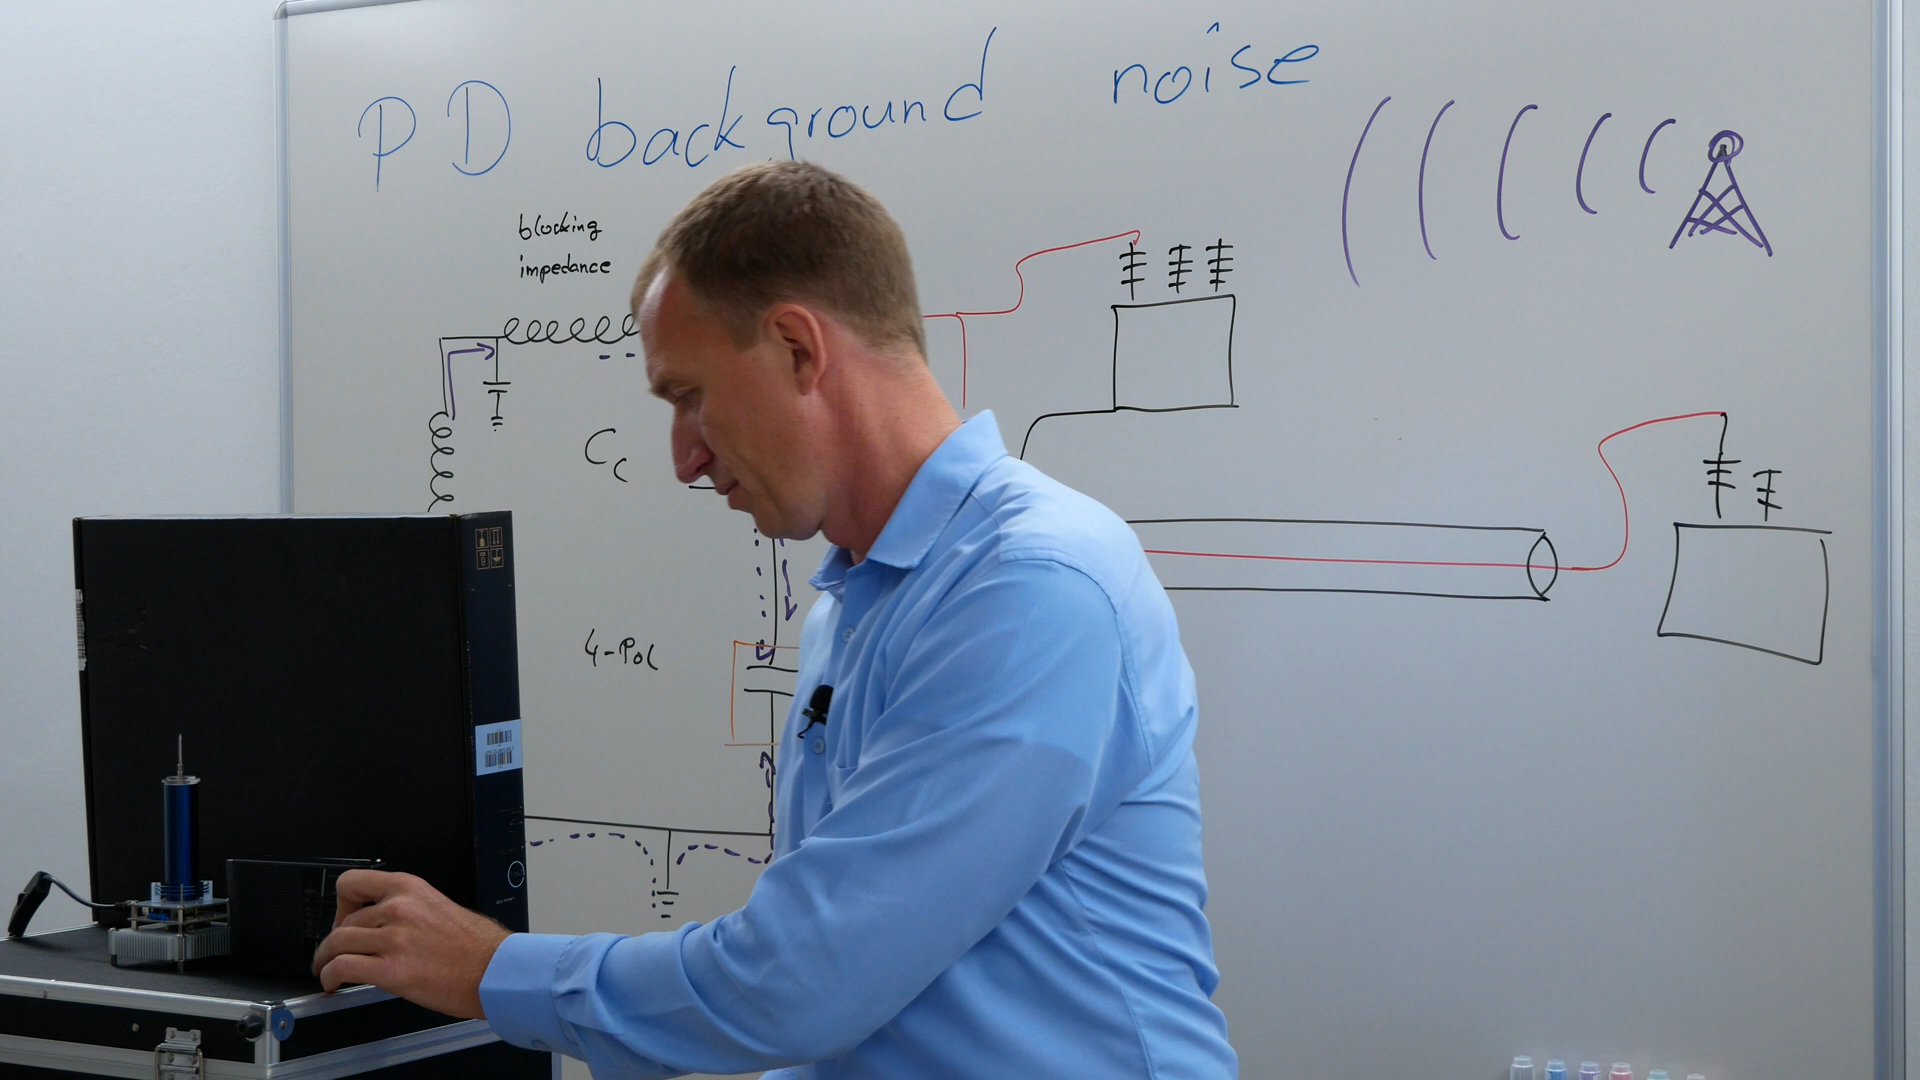 PD background noise
blocking
impedance
Cc
4-Pol